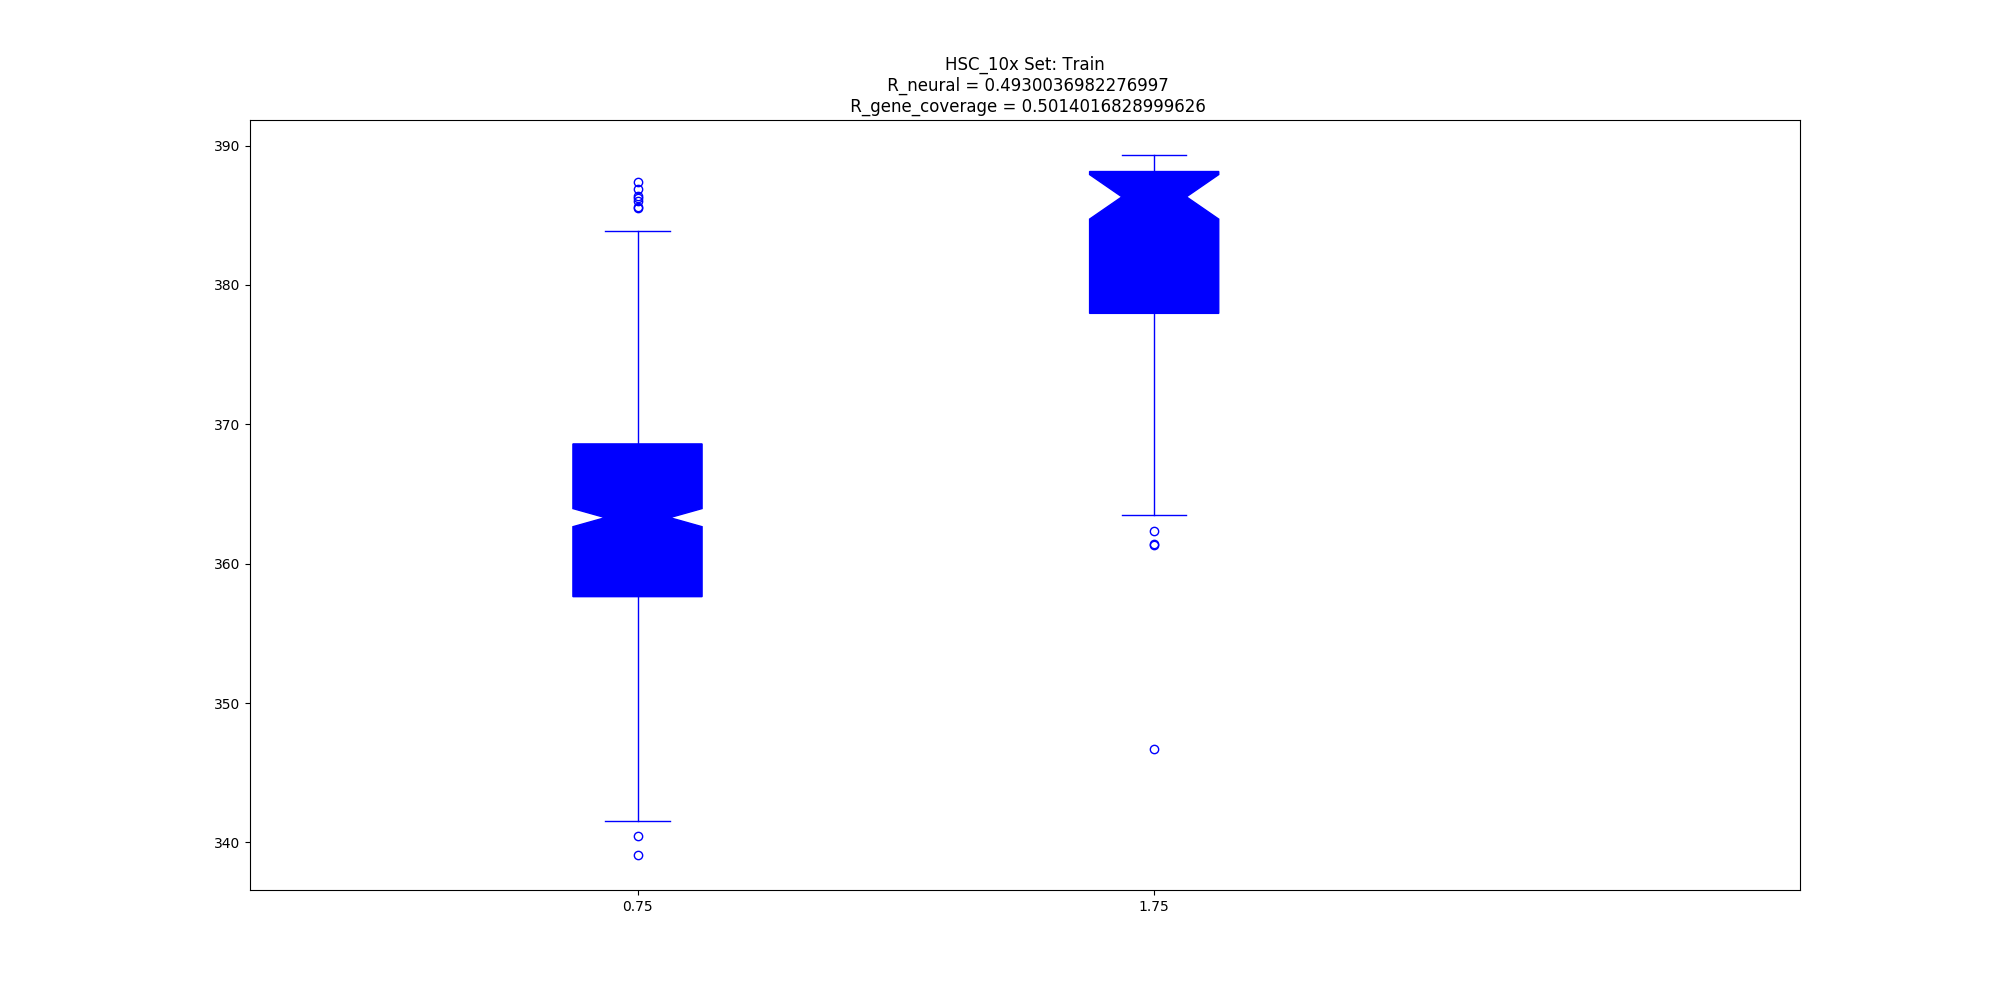 HSC_10x Set: Train
R_neural = 0.4930036982276997
R_gene_coverage = 0.5014016828999626
390
380
370
360
350
340
0.75 1.75